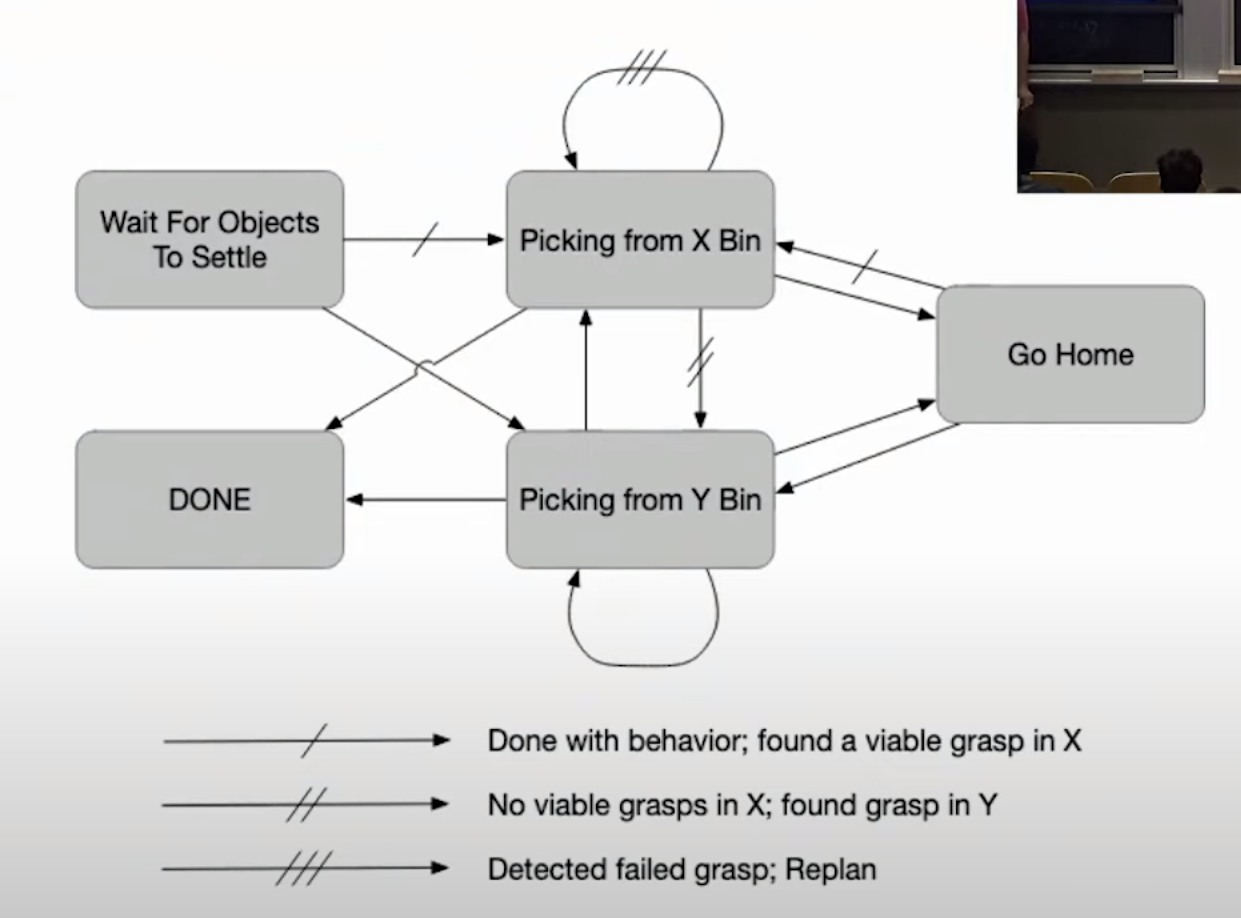 Wait For Objects
To Settle
Picking from X Bin
Go Home
DONE
Picking from Y Bin
Done with behavior; found a viable grasp in X
No viable grasps in X; found grasp in Y
Detected failed grasp; Replan